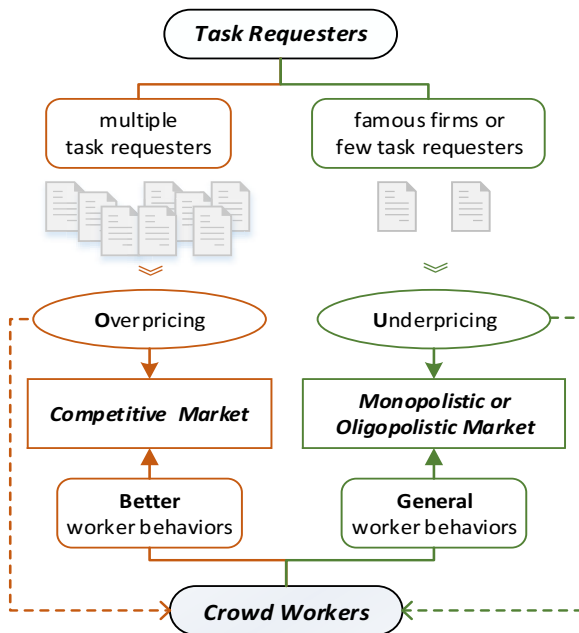 Task Requesters
multiple
task requesters
famous firms or
few task requesters
Overpricing
Underpricing
Competitive Market
Monopolistic or
Oligopolistic Market
Better
worker behaviors
General
worker behaviors
Crowd Workers